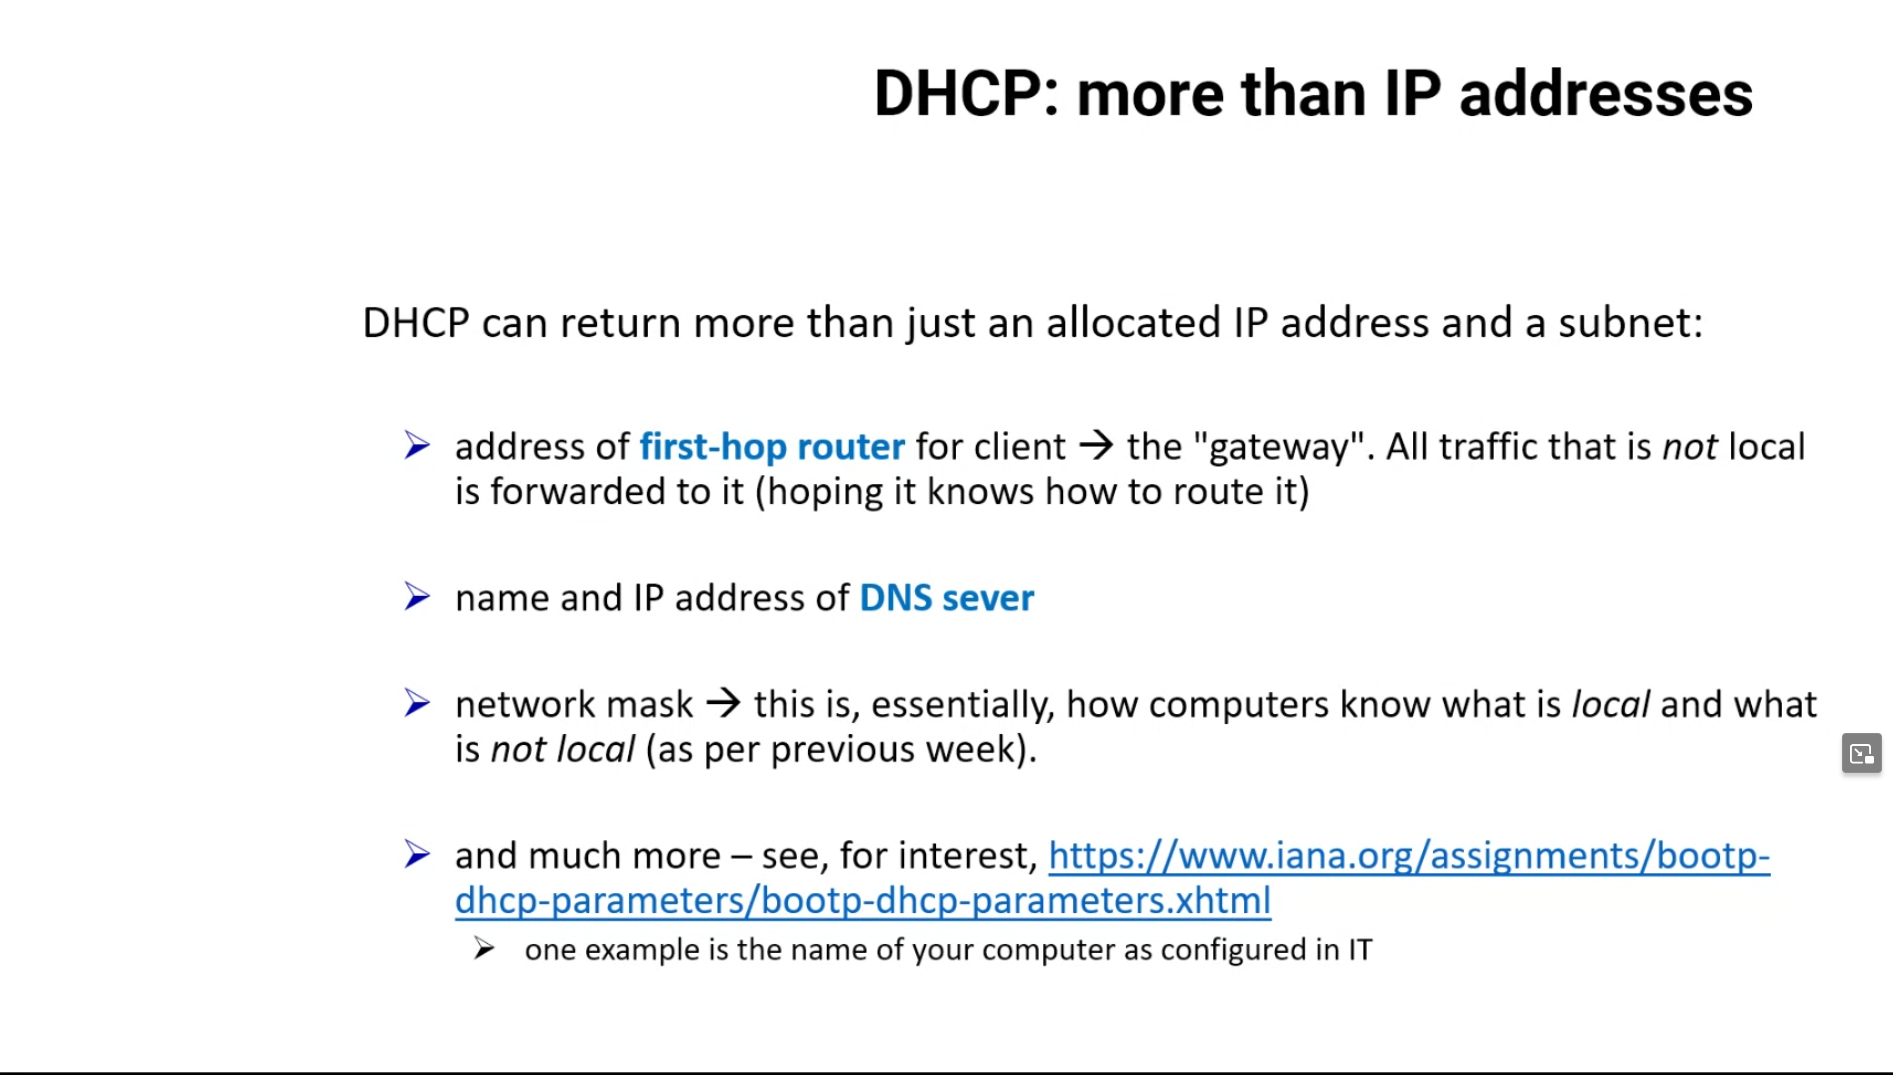 DHCP: more than IP addresses
DHCP can return more than just an allocated IP address and a subnet:
➢ address of first-hop router for client → the "gateway". All traffic that is not local
is forwarded to it (hoping it knows how to route it)
➢ name and IP address of DNS sever
➢ network mask → this is, essentially, how computers know what is local and what
is not local (as per previous week).
➢ and much more – see, for interest, https://www.iana.org/assignments/bootp-
dhcp-parameters/bootp-dhcp-parameters.xhtml
➢ one example is the name of your computer as configured in IT